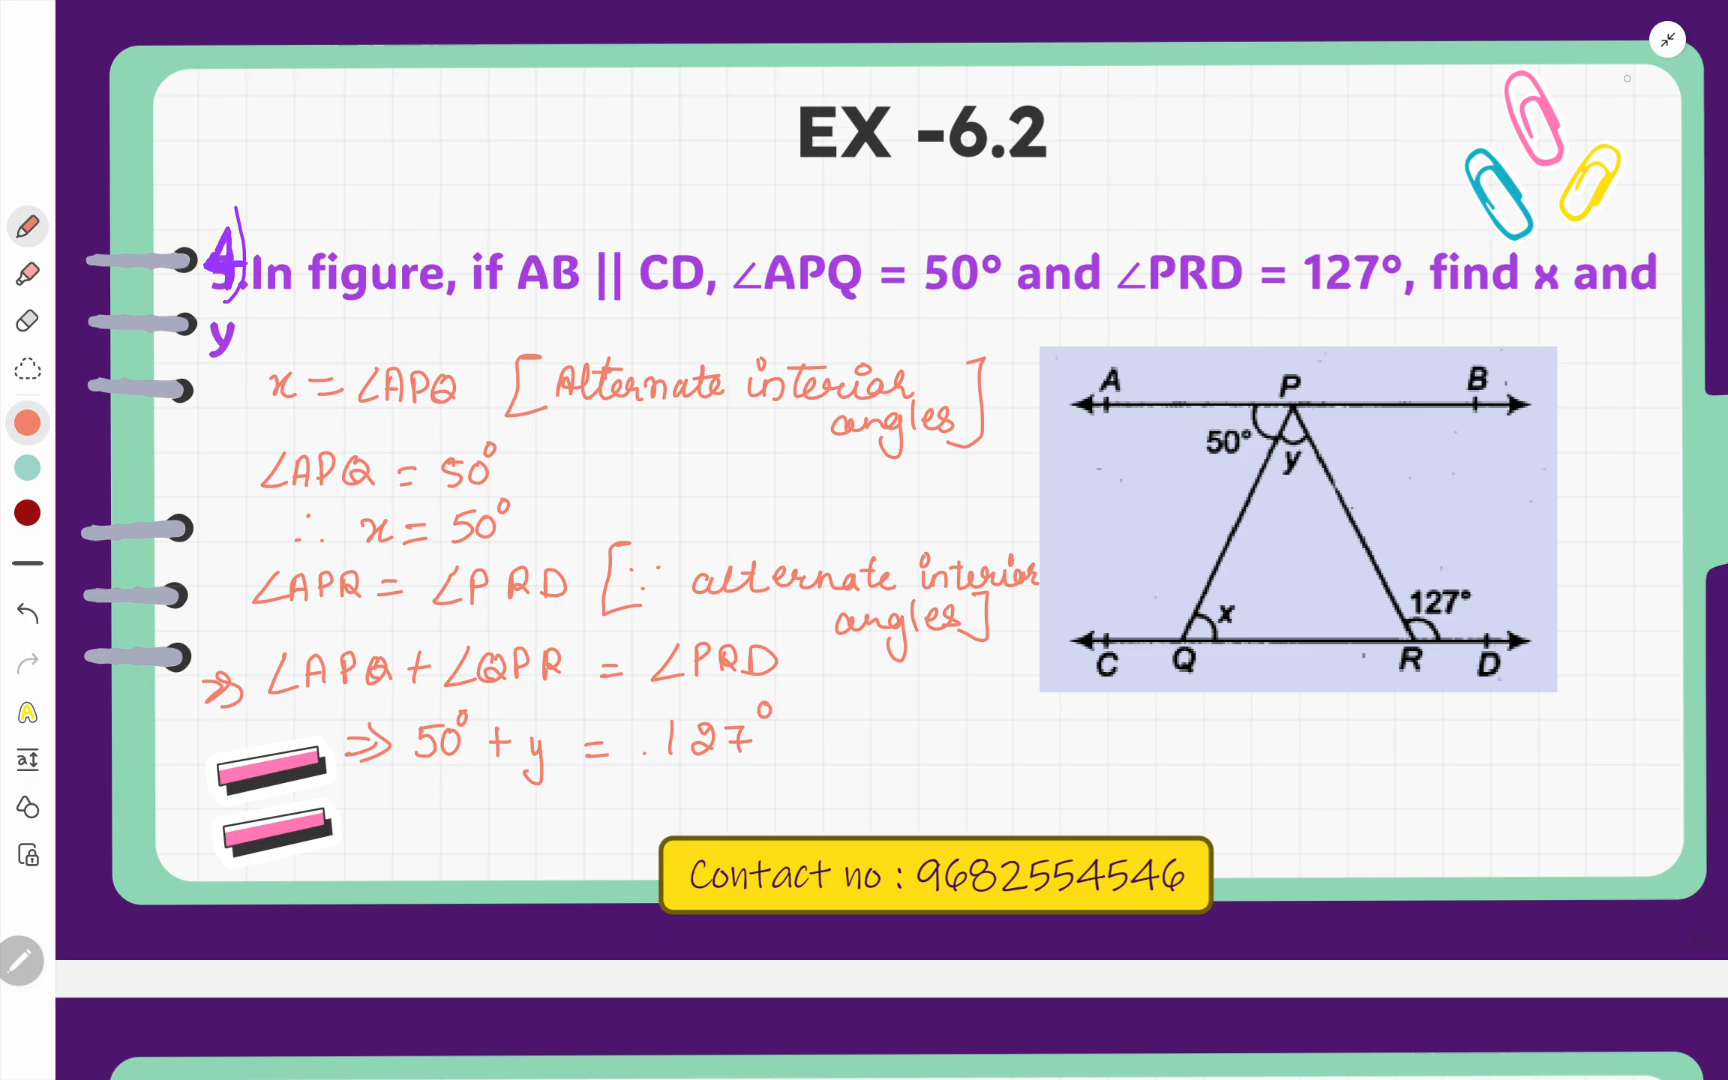 EX -6.2
4) In figure, if AB || CD, ∠APQ = 50° and ∠PRD = 127°, find x and
y
x = ∠APQ [Alternate interior
angles]
∠APQ = 50°
∴ x = 50°
∠APR = ∠PRD [∵ alternate interior
angles]
⇒ ∠APQ + ∠QPR = ∠PRD
⇒ 50° + y = 127°
A P B
50° y
x 127°
C Q R D
Contact no : 9682554546